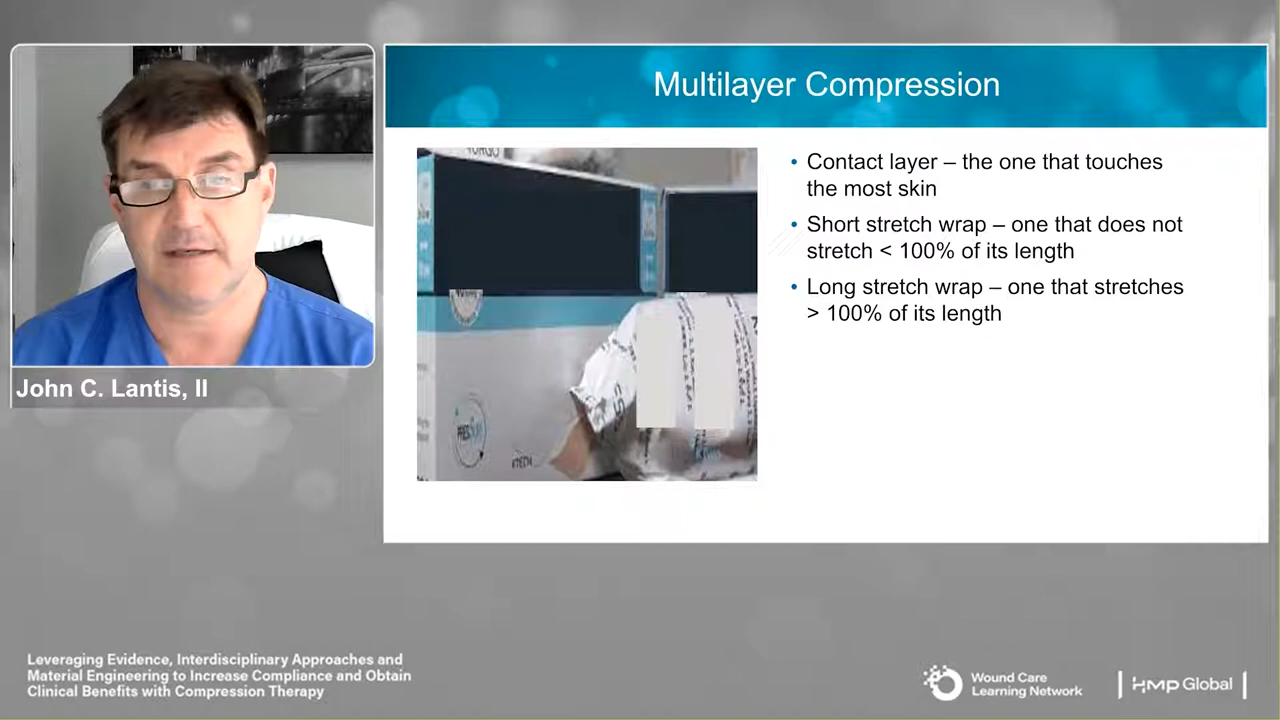 Multilayer Compression
• Contact layer – the one that touches
the most skin
• Short stretch wrap – one that does not
stretch < 100% of its length
• Long stretch wrap – one that stretches
> 100% of its length
John C. Lantis, II
Leveraging Evidence, Interdisciplinary Approaches and
Material Engineering to Increase Compliance and Obtain
Clinical Benefits with Compression Therapy
Wound Care
Learning Network
HMP Global